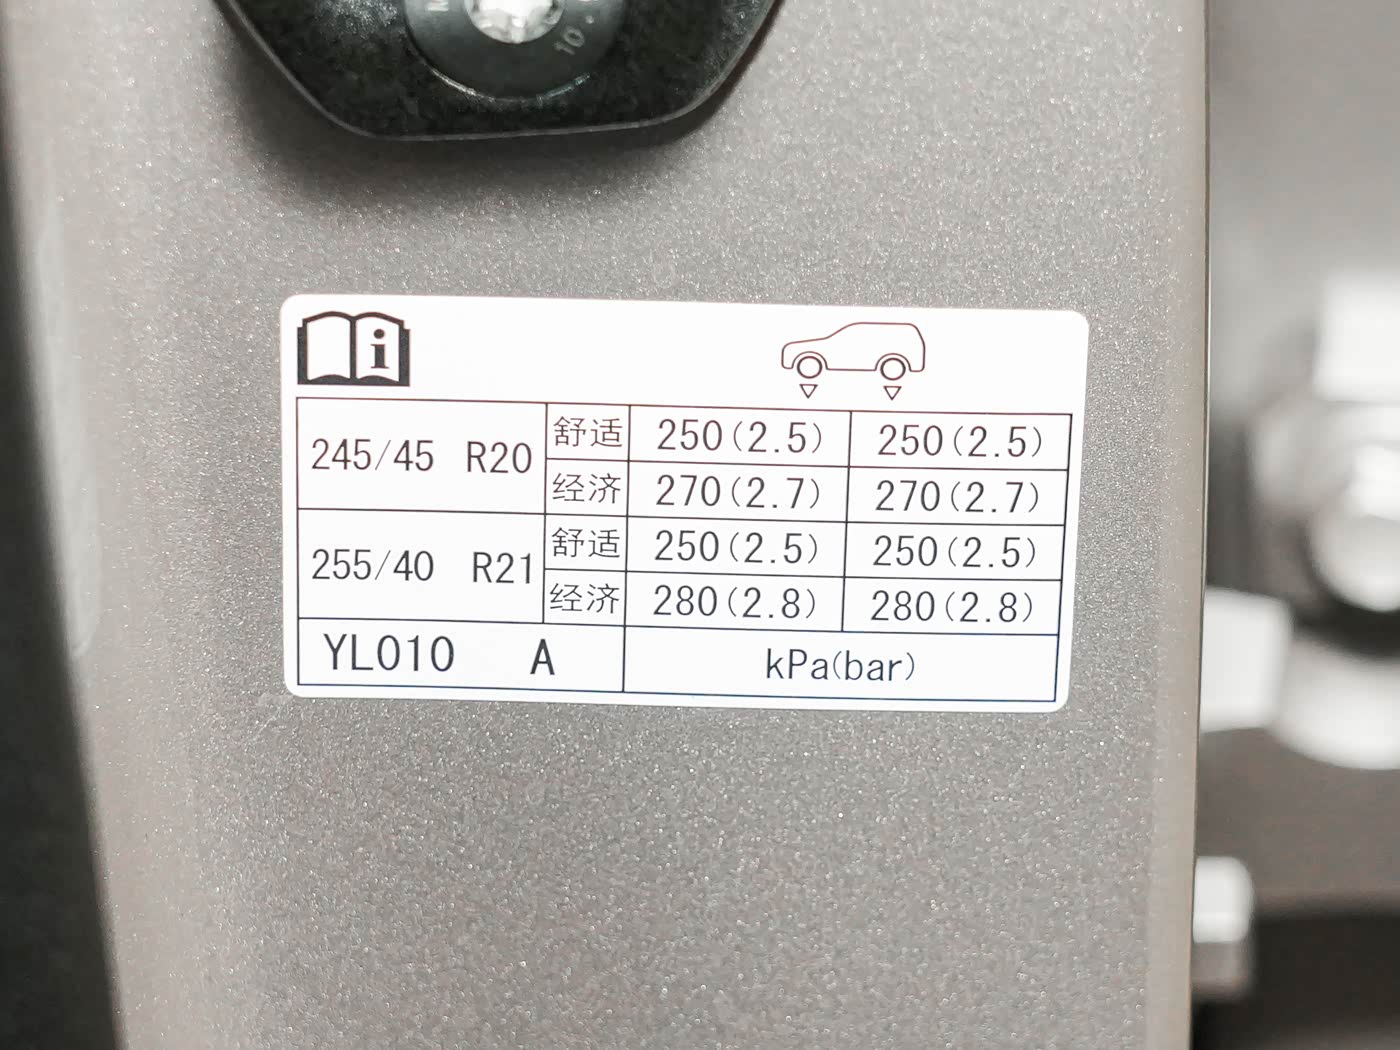 M
10.
i
245/45 R20 舒适 250(2.5) 250(2.5)
经济 270(2.7) 270(2.7)
255/40 R21 舒适 250(2.5) 250(2.5)
经济 280(2.8) 280(2.8)
YL010 A kPa(bar)